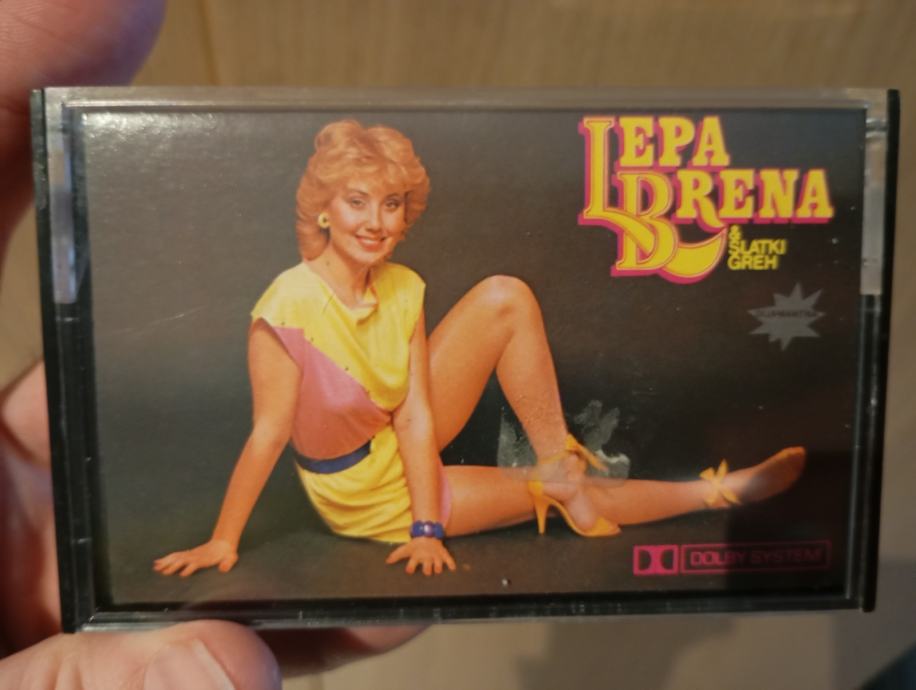 LEPA
BRENA
&
SLATKI
GREH
DOLBY SYSTEM